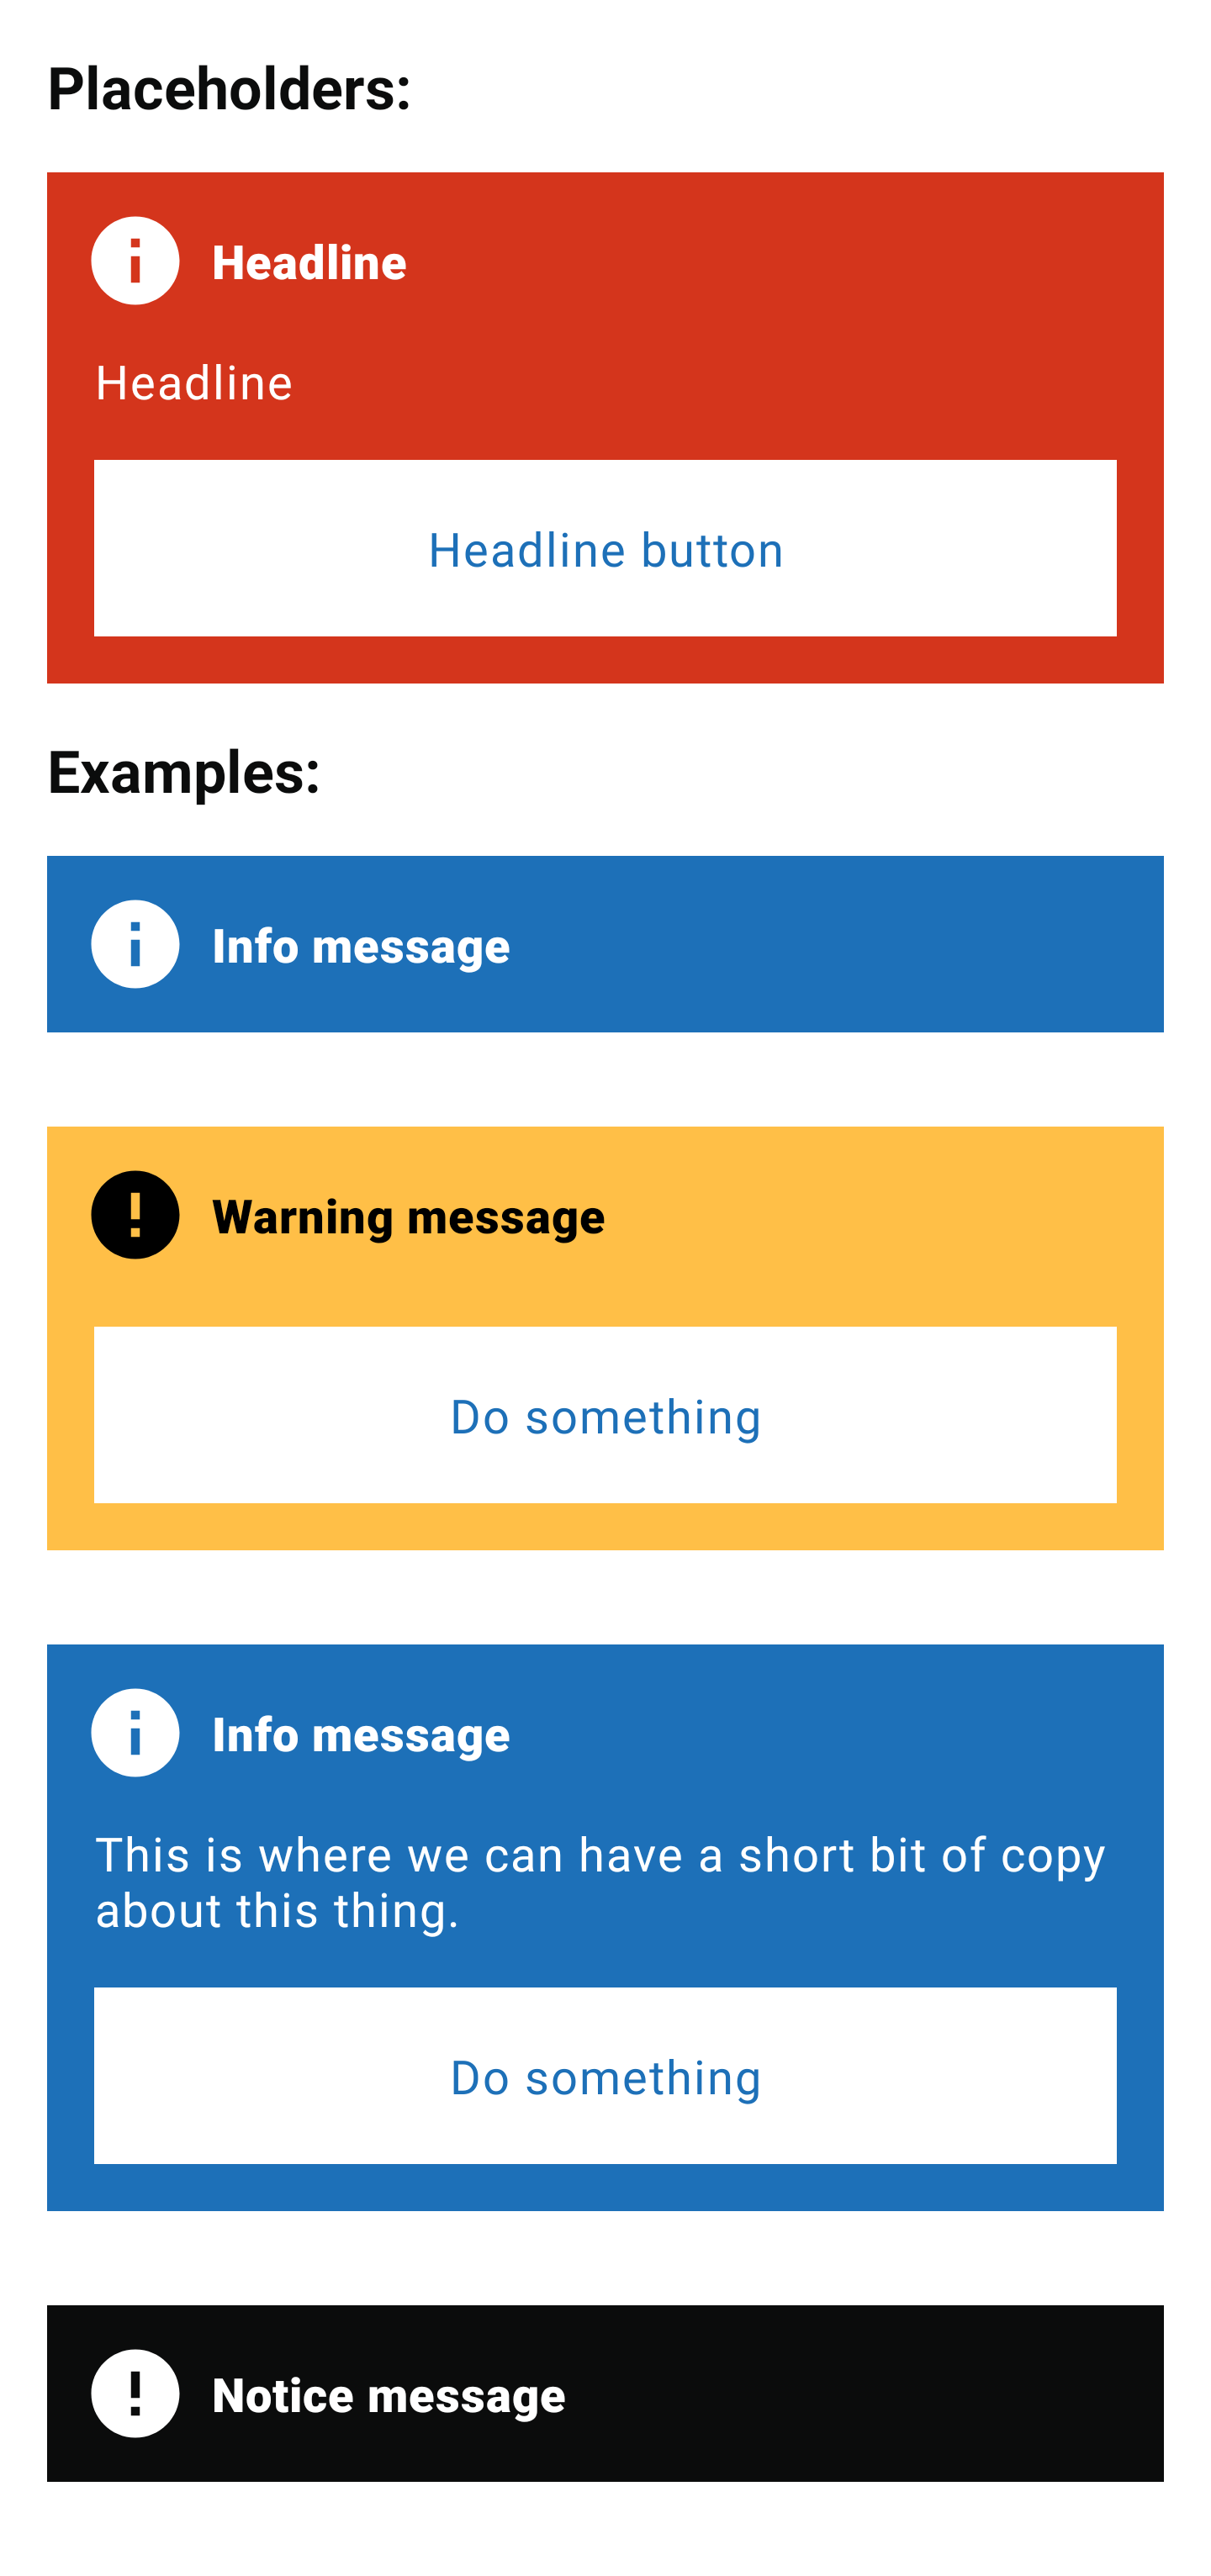 Placeholders:
Headline
Headline
Headline button
Examples:
Info message
Warning message
Do something
Info message
This is where we can have a short bit of copy
about this thing.
Do something
Notice message